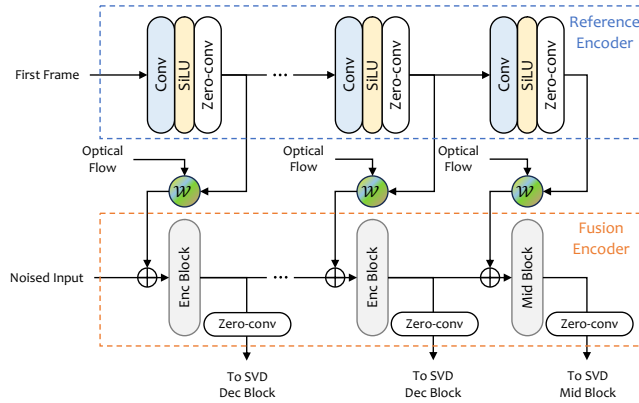 Reference
Encoder
First Frame
Conv
SiLU
Zero-conv
...
Conv
SiLU
Zero-conv
Conv
SiLU
Zero-conv
Optical
Flow
W
Optical
Flow
W
Optical
Flow
W
Fusion
Encoder
Noised Input
Enc Block
...
Enc Block
Mid Block
Zero-conv
Zero-conv
Zero-conv
To SVD
Dec Block
To SVD
Dec Block
To SVD
Mid Block